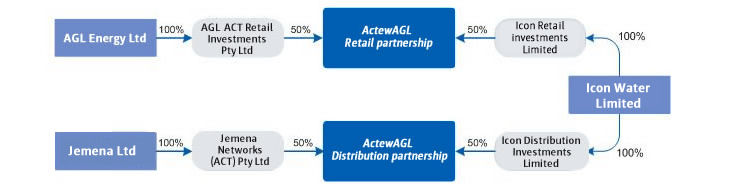 AGL Energy Ltd
100%
AGL ACT Retail
Investments
Pty Ltd
50%
ActewAGL
Retail partnership
50%
Icon Retail
investments
Limited
100%
Icon Water
Limited
Jemena Ltd
100%
Jemena
Networks
(ACT) Pty Ltd
50%
ActewAGL
Distribution partnership
50%
Icon Distribution
Investments
Limited
100%